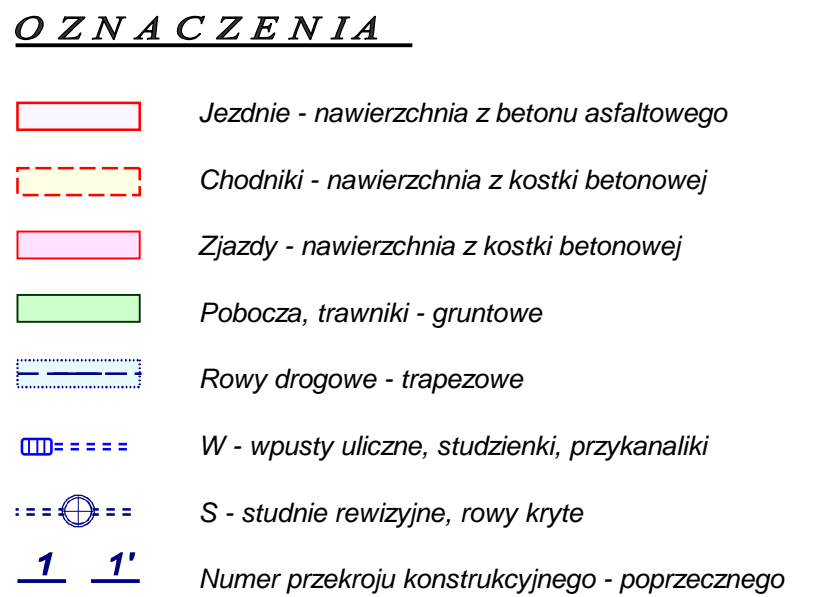 OZNACZENIA
Jezdnie - nawierzchnia z betonu asfaltowego
Chodniki - nawierzchnia z kostki betonowej
Zjazdy - nawierzchnia z kostki betonowej
Pobocza, trawniki - gruntowe
Rowy drogowe - trapezowe
W - wpusty uliczne, studzienki, przykanaliki
S - studnie rewizyjne, rowy kryte
1 1' Numer przekroju konstrukcyjnego - poprzecznego